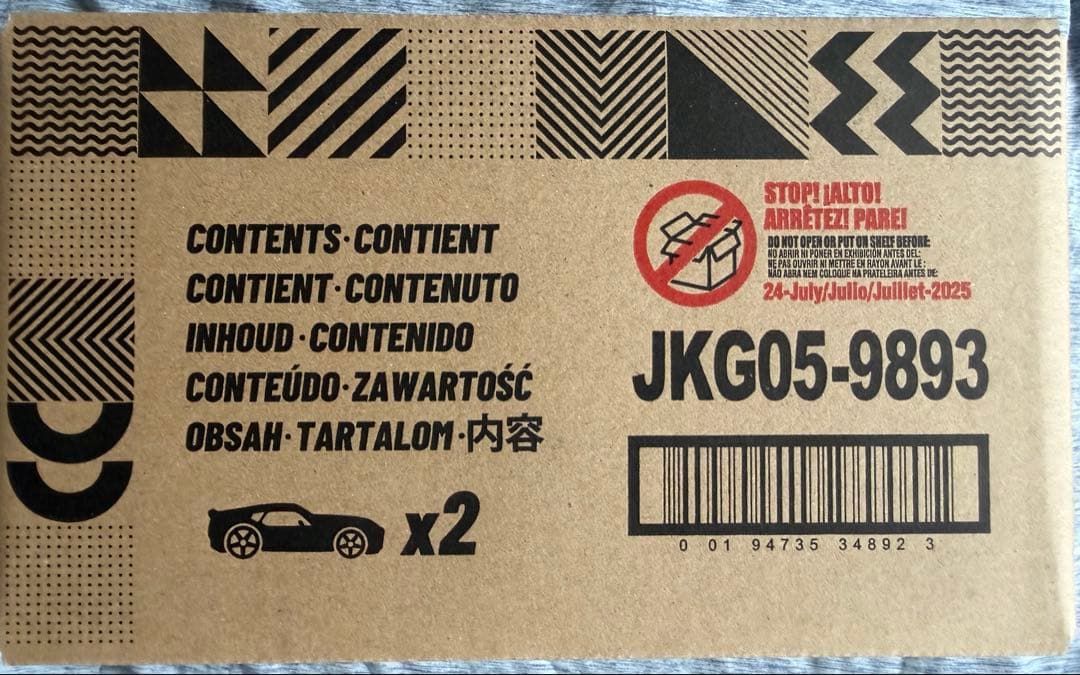 CONTENTS·CONTIENT
CONTIENT·CONTENUTO
INHOUD·CONTENIDO
CONTEÚDO·ZAWARTOŚĆ
OBSAH·TARTALOM·内容
x2
STOP! ¡ALTO!
ARRÊTEZ! PARE!
DO NOT OPEN OR PUT ON SHELF BEFORE:
NO ABRIR NI PONER EN EXHIBICIÓN ANTES DEL:
NE PAS OUVRIR NI METTRE EN RAYON AVANT LE :
NÃO ABRA NEM COLOQUE NA PRATELEIRA ANTES DE:
24-July/Julio/Juillet-2025
JKG05-9893
0 01 94735 34892 3